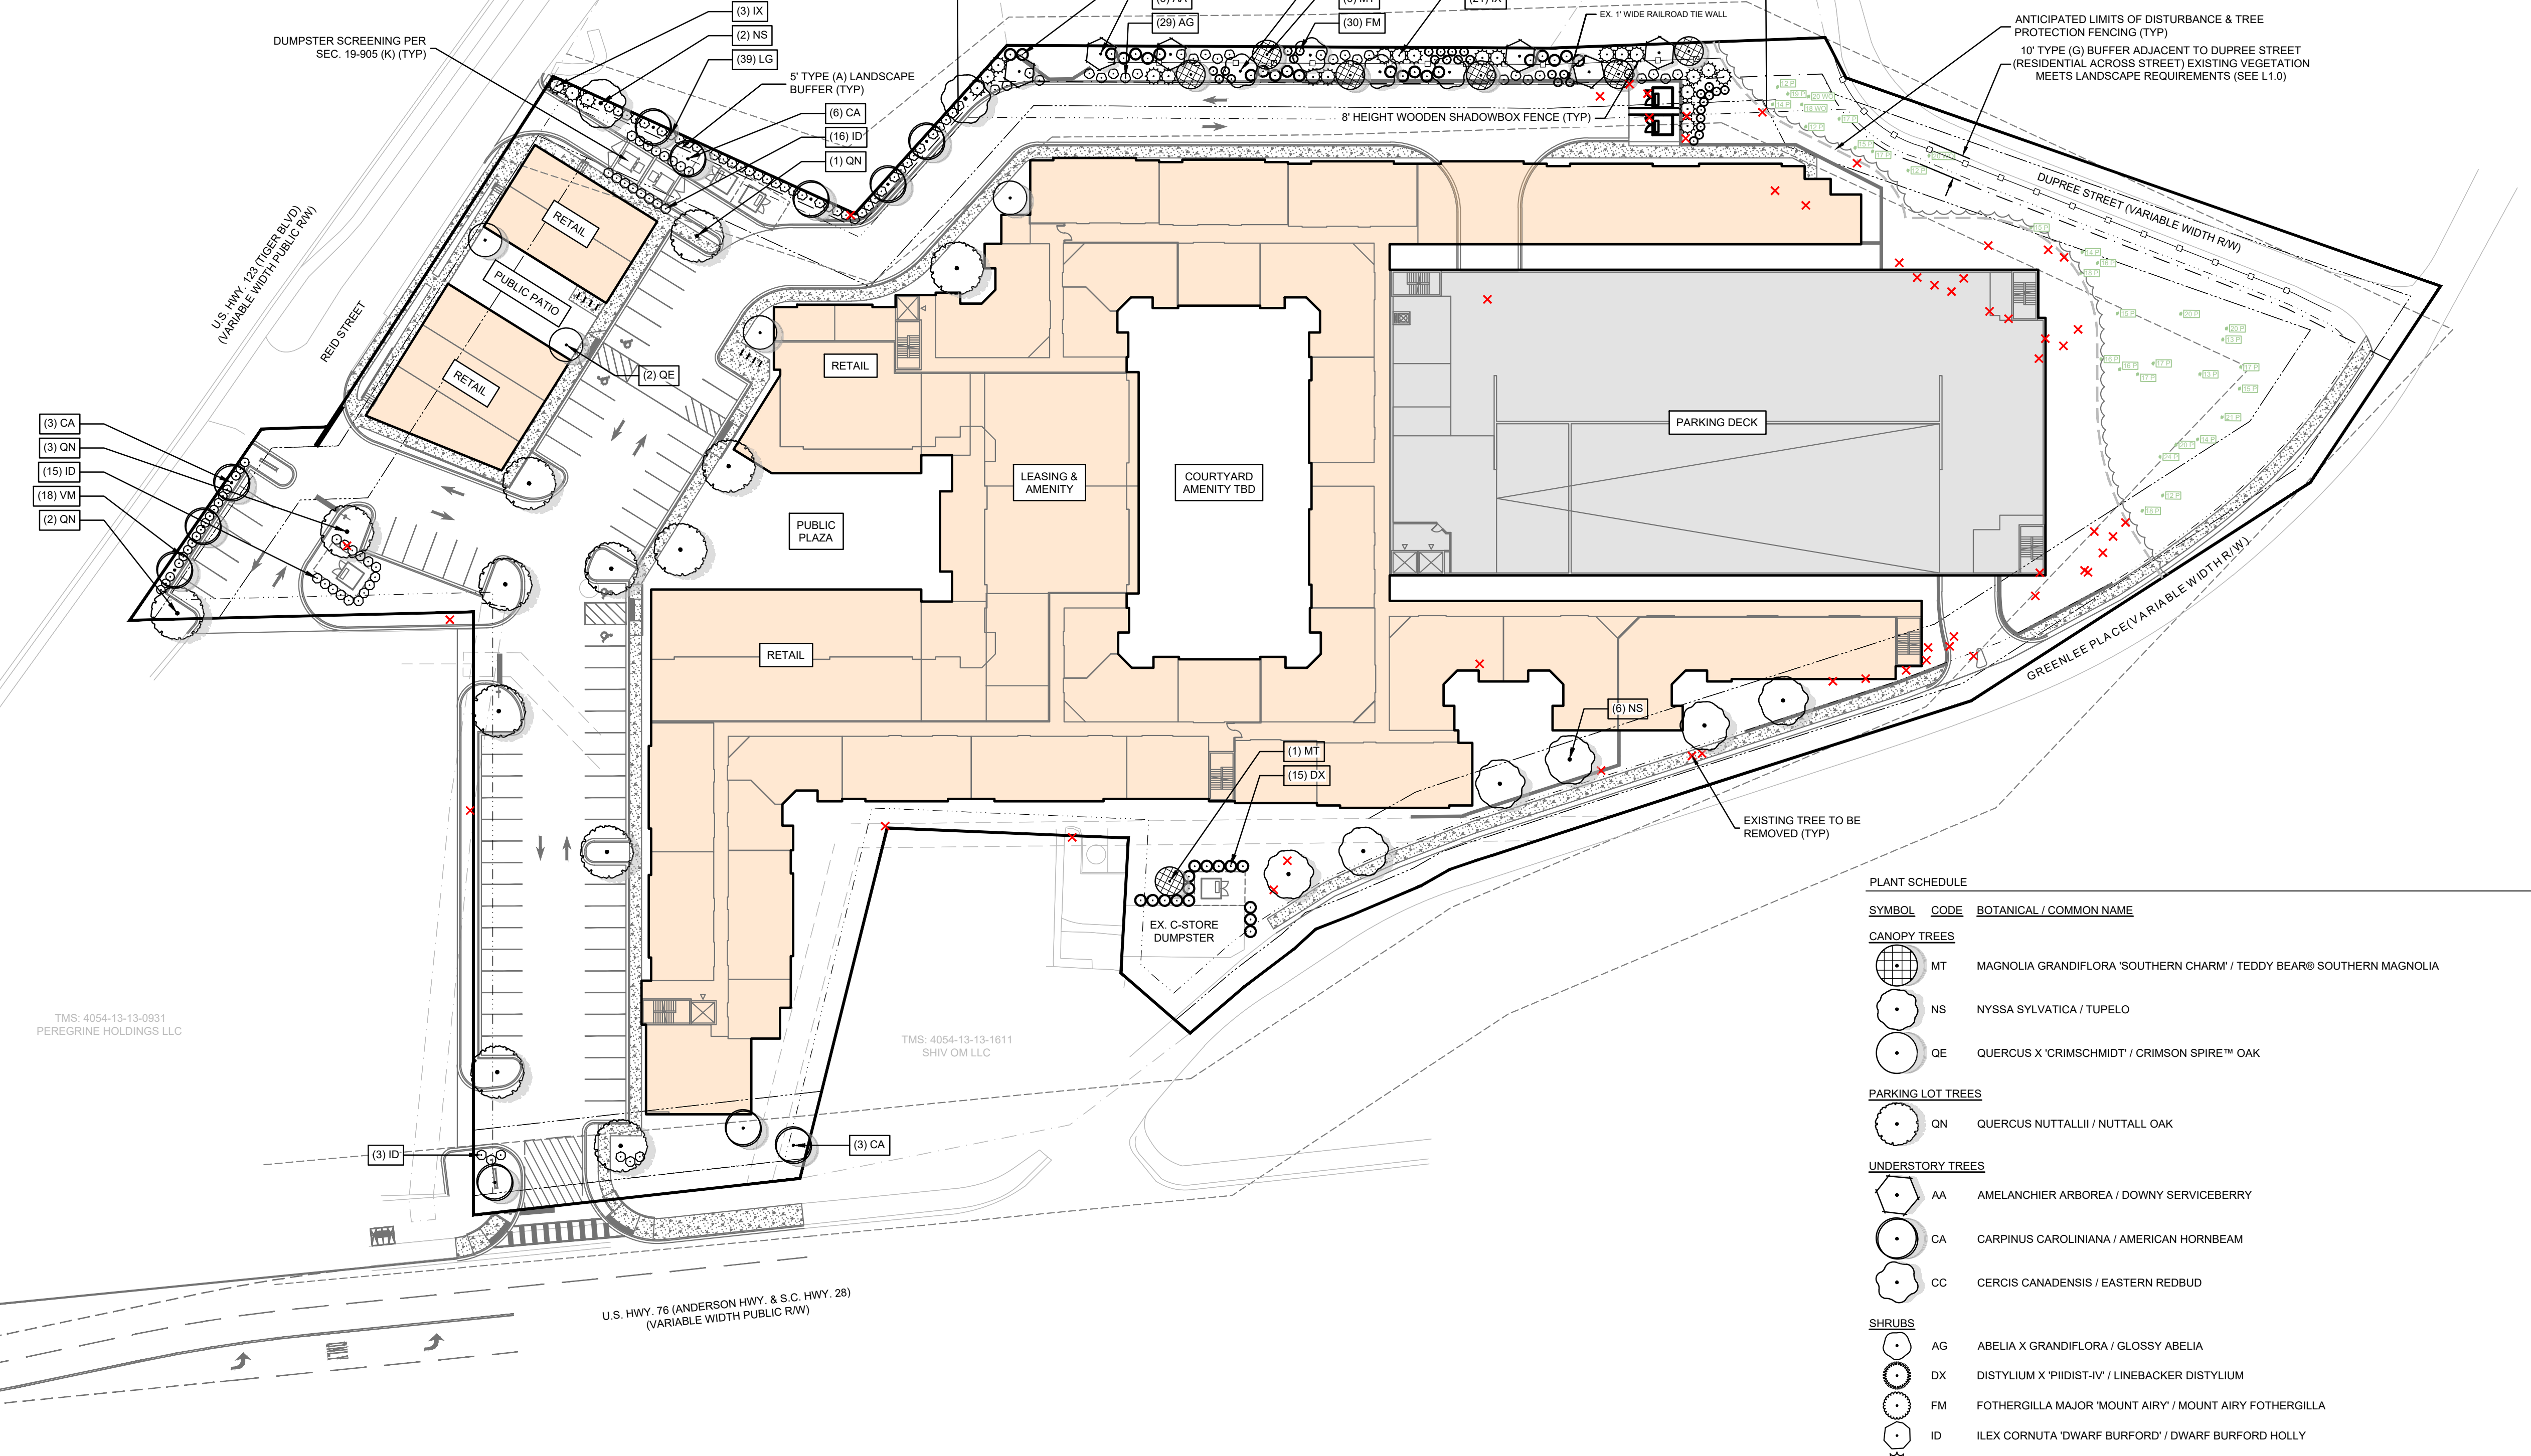 (3) IX
(29) AG
(30) FM
EX. 1' WIDE RAILROAD TIE WALL
ANTICIPATED LIMITS OF DISTURBANCE & TREE
PROTECTION FENCING (TYP)
DUMPSTER SCREENING PER
SEC. 19-905 (K) (TYP)
(2) NS
(39) LG
10' TYPE (G) BUFFER ADJACENT TO DUPREE STREET
(RESIDENTIAL ACROSS STREET) EXISTING VEGETATION
MEETS LANDSCAPE REQUIREMENTS (SEE L1.0)
5' TYPE (A) LANDSCAPE
BUFFER (TYP)
(6) CA
(16) ID
(1) QN
8' HEIGHT WOODEN SHADOWBOX FENCE (TYP)
DUPREE STREET (VARIABLE WIDTH R/W)
U.S. HWY. 123 (TIGER BLVD)
(VARIABLE WIDTH PUBLIC R/W)
REID STREET
RETAIL
PUBLIC PATIO
RETAIL
(2) QE
RETAIL
PARKING DECK
(3) CA
(3) QN
(15) ID
(18) VM
(2) QN
LEASING &
AMENITY
COURTYARD
AMENITY TBD
PUBLIC
PLAZA
RETAIL
GREENLEE PLACE(VARIABLE WIDTH R/W)
(6) NS
(1) MT
(15) DX
EXISTING TREE TO BE
REMOVED (TYP)
EX. C-STORE
DUMPSTER
TMS: 4054-13-13-0931
PEREGRINE HOLDINGS LLC
TMS: 4054-13-13-1611
SHIV OM LLC
(3) ID
(3) CA
U.S. HWY. 76 (ANDERSON HWY. & S.C. HWY. 28)
(VARIABLE WIDTH PUBLIC R/W)
PLANT SCHEDULE
SYMBOL CODE BOTANICAL / COMMON NAME
CANOPY TREES
MT MAGNOLIA GRANDIFLORA 'SOUTHERN CHARM' / TEDDY BEAR® SOUTHERN MAGNOLIA
NS NYSSA SYLVATICA / TUPELO
QE QUERCUS X 'CRIMSCHMIDT' / CRIMSON SPIRE™ OAK
PARKING LOT TREES
QN QUERCUS NUTTALLII / NUTTALL OAK
UNDERSTORY TREES
AA AMELANCHIER ARBOREA / DOWNY SERVICEBERRY
CA CARPINUS CAROLINIANA / AMERICAN HORNBEAM
CC CERCIS CANADENSIS / EASTERN REDBUD
SHRUBS
AG ABELIA X GRANDIFLORA / GLOSSY ABELIA
DX DISTYLIUM X 'PIIDIST-IV' / LINEBACKER DISTYLIUM
FM FOTHERGILLA MAJOR 'MOUNT AIRY' / MOUNT AIRY FOTHERGILLA
ID ILEX CORNUTA 'DWARF BURFORD' / DWARF BURFORD HOLLY